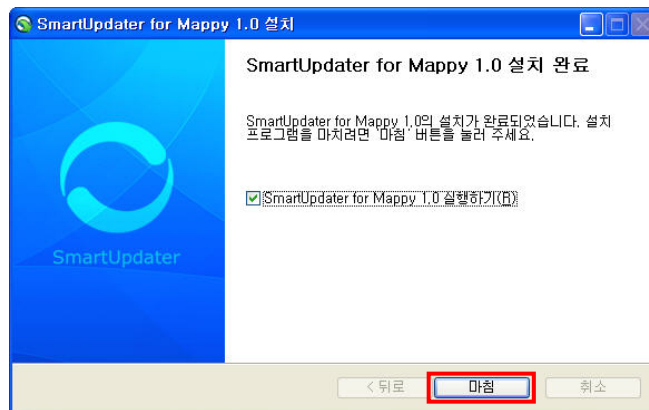 SmartUpdater for Mappy 1.0 설치
SmartUpdater for Mappy 1.0 설치 완료
SmartUpdater for Mappy 1.0의 설치가 완료되었습니다. 설치
프로그램을 마치려면 '마침' 버튼을 눌러 주세요.
SmartUpdater for Mappy 1.0 실행하기(R)
SmartUpdater
< 뒤로
마침
취소